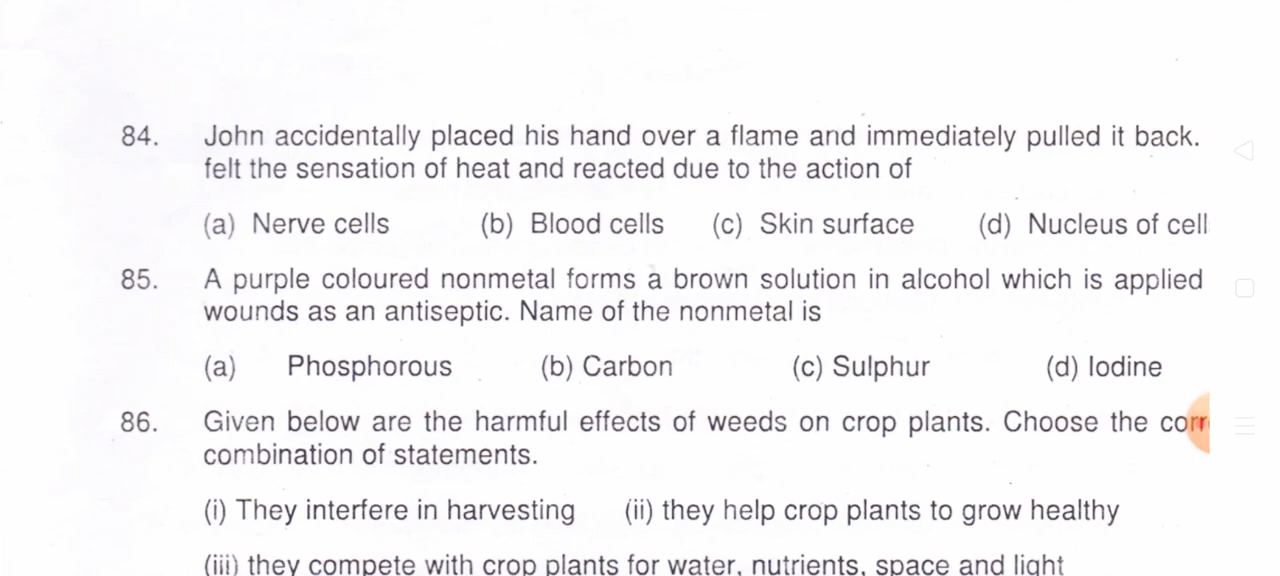 84. John accidentally placed his hand over a flame and immediately pulled it back.
felt the sensation of heat and reacted due to the action of
(a) Nerve cells (b) Blood cells (c) Skin surface (d) Nucleus of cell
85. A purple coloured nonmetal forms a brown solution in alcohol which is applied
wounds as an antiseptic. Name of the nonmetal is
(a) Phosphorous (b) Carbon (c) Sulphur (d) Iodine
86. Given below are the harmful effects of weeds on crop plants. Choose the
combination of statements.
(i) They interfere in harvesting (ii) they help crop plants to grow healthy
(iii) they compete with crop plants for water, nutrients, space and light